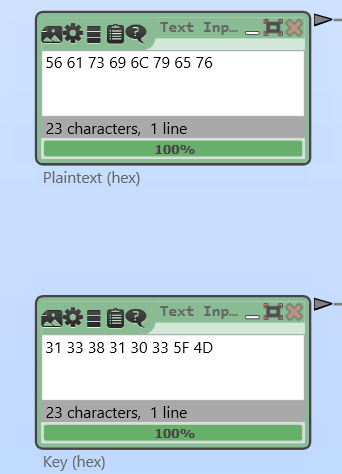 Text Inp...
56 61 73 69 6C 79 65 76
23 characters,  1 line
100%
Plaintext (hex)
Text Inp...
31 33 38 31 30 33 5F 4D
23 characters,  1 line
100%
Key (hex)